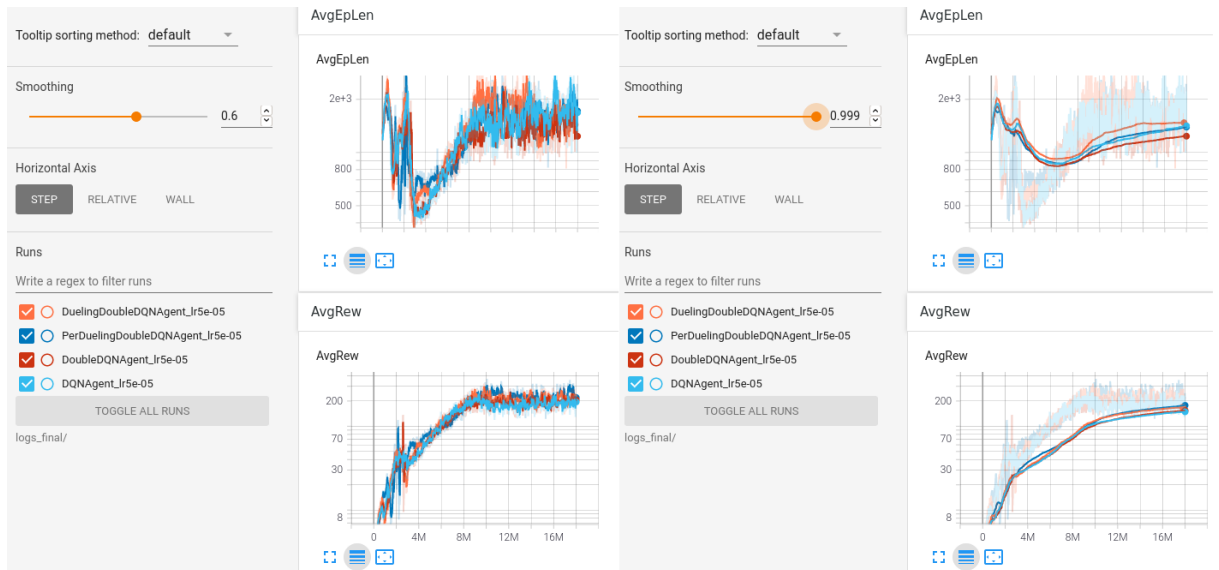 Tooltip sorting method: default
Smoothing
0.6
Horizontal Axis
STEP RELATIVE WALL
Runs
Write a regex to filter runs
DuelingDoubleDQNAgent_lr5e-05
PerDuelingDoubleDQNAgent_lr5e-05
DoubleDQNAgent_lr5e-05
DQNAgent_lr5e-05
TOGGLE ALL RUNS
logs_final/
AvgEpLen
AvgEpLen
2e+3
800
500
AvgRew
AvgRew
200
70
30
8
0 4M 8M 12M 16M
Tooltip sorting method: default
Smoothing
0.999
Horizontal Axis
STEP RELATIVE WALL
Runs
Write a regex to filter runs
DuelingDoubleDQNAgent_lr5e-05
PerDuelingDoubleDQNAgent_lr5e-05
DoubleDQNAgent_lr5e-05
DQNAgent_lr5e-05
TOGGLE ALL RUNS
logs_final/
AvgEpLen
AvgEpLen
2e+3
800
500
AvgRew
AvgRew
200
70
30
8
0 4M 8M 12M 16M